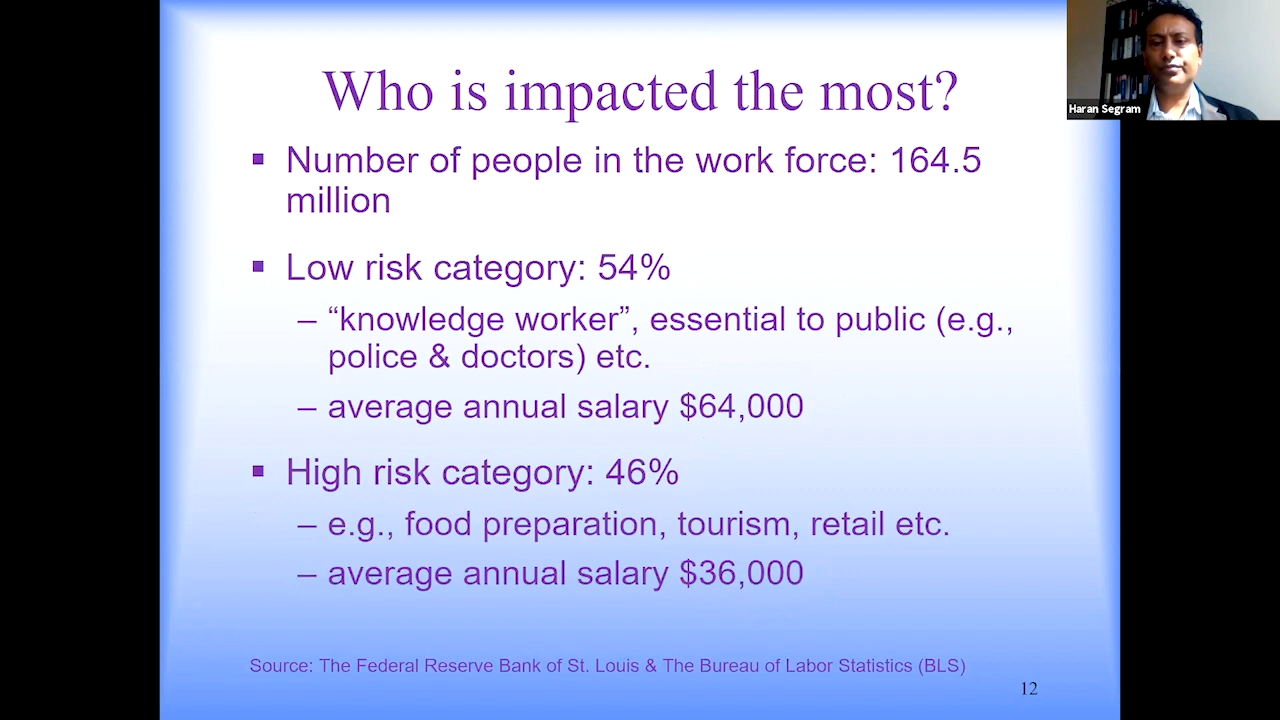 Who is impacted the most?
Haran Segram
▪ Number of people in the work force: 164.5
million
▪ Low risk category: 54%
– “knowledge worker”, essential to public (e.g.,
police & doctors) etc.
– average annual salary $64,000
▪ High risk category: 46%
– e.g., food preparation, tourism, retail etc.
– average annual salary $36,000
Source: The Federal Reserve Bank of St. Louis & The Bureau of Labor Statistics (BLS)
12